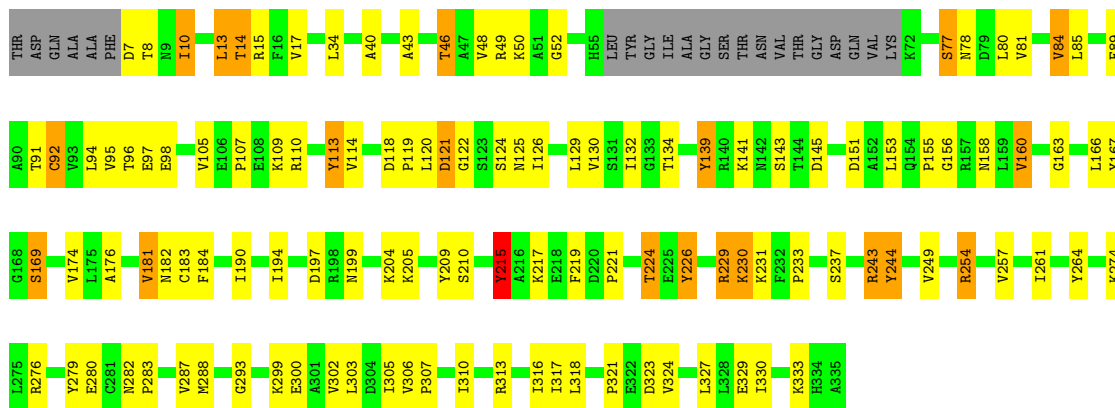 THR ASP GLN ALA ALA PHE D7 T8 N9 I10 L13 T14 R15 F16 V17 L34 A40 A43 T46 A47 V48 R49 K50 A51 G52 H55 LEU TYR GLY ILE ALA GLY SER THR ASN VAL THR GLY ASP GLN VAL LYS K72 S77 N78 D79 L80 V81 V84 L85
A90 T91 C92 V93 L94 V95 T96 E97 E98 V105 E106 P107 E108 K109 R110 Y113 V114 D118 P119 L120 D121 G122 S123 S124 N125 I126 L129 V130 S131 I132 G133 T134 Y139 R140 K141 N142 S143 T144 D145 D151 A152 L153 Q154 P155 G156 R157 N158 L159 V160 G163 L166 Y167
G168 S169 V174 L175 A176 V181 N182 C183 F184 I190 I194 D197 R198 N199 K204 K205 Y209 S210 Y215 A216 K217 E218 F219 D220 P221 T224 E225 Y226 R229 K230 K231 F232 P233 S237 R243 Y244 V249 R254 V257 I261 Y264 K274
L275 R276 Y279 E280 C281 N282 P283 V287 M288 G293 K299 E300 A301 V302 L303 D304 I305 V306 P307 I310 R313 I316 I317 L318 P321 E322 D323 V324 L327 L328 E329 I330 K333 H334 A335